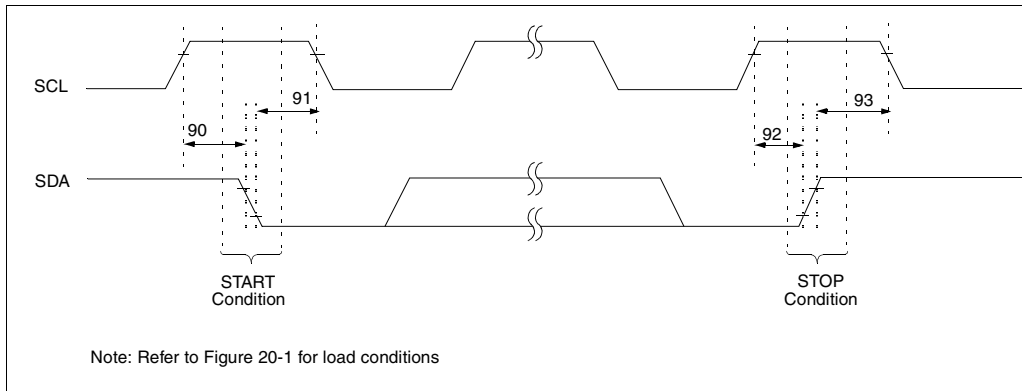 SCL
91
93
90
92
SDA
START
Condition
STOP
Condition
Note: Refer to Figure 20-1 for load conditions